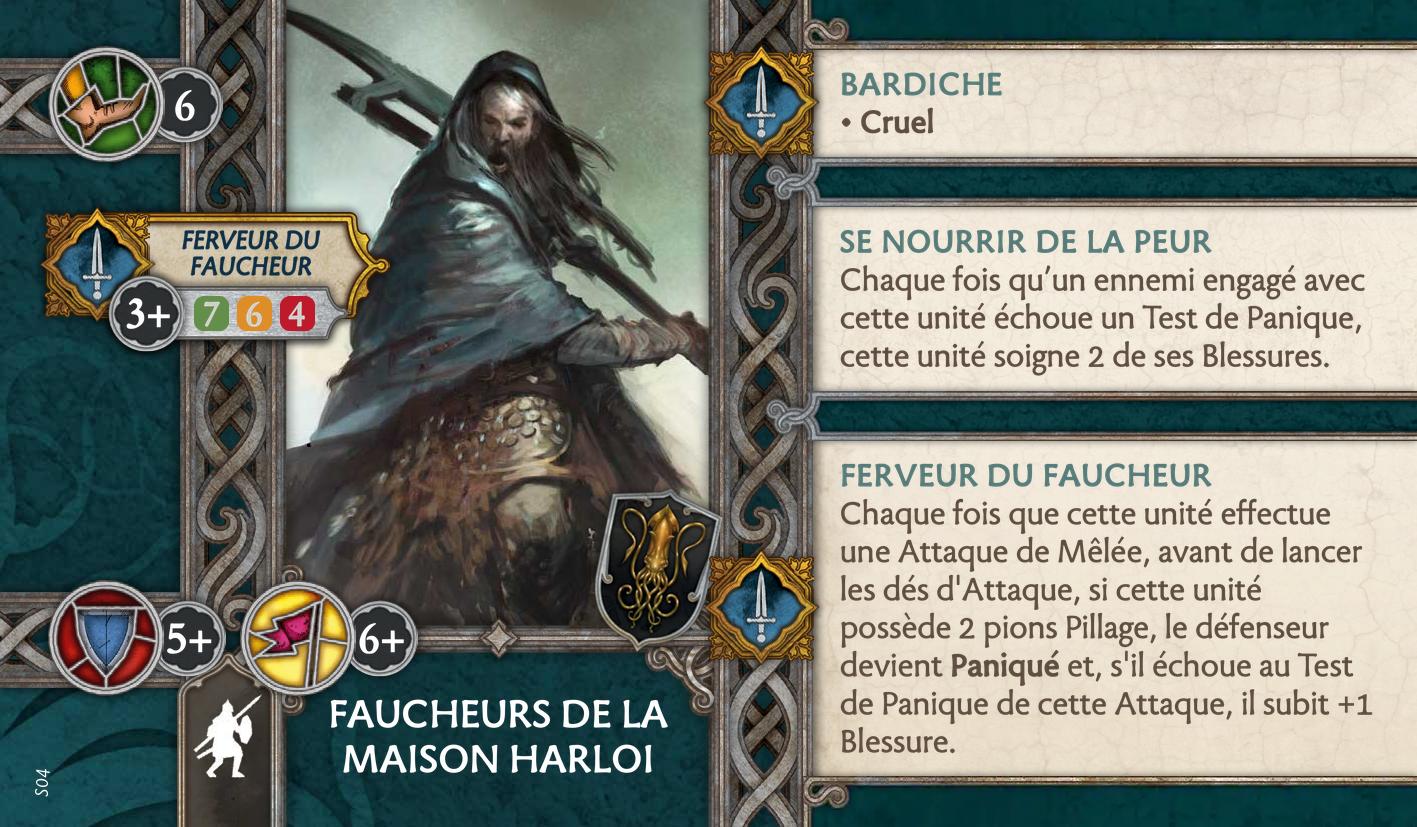 6
FERVEUR DU
FAUCHEUR
3+ 7 6 4
5+ 6+
FAUCHEURS DE LA
MAISON HARLOI
S04
BARDICHE
• Cruel
SE NOURRIR DE LA PEUR
Chaque fois qu’un ennemi engagé avec
cette unité échoue un Test de Panique,
cette unité soigne 2 de ses Blessures.
FERVEUR DU FAUCHEUR
Chaque fois que cette unité effectue
une Attaque de Mêlée, avant de lancer
les dés d'Attaque, si cette unité
possède 2 pions Pillage, le défenseur
devient Paniqué et, s'il échoue au Test
de Panique de cette Attaque, il subit +1
Blessure.